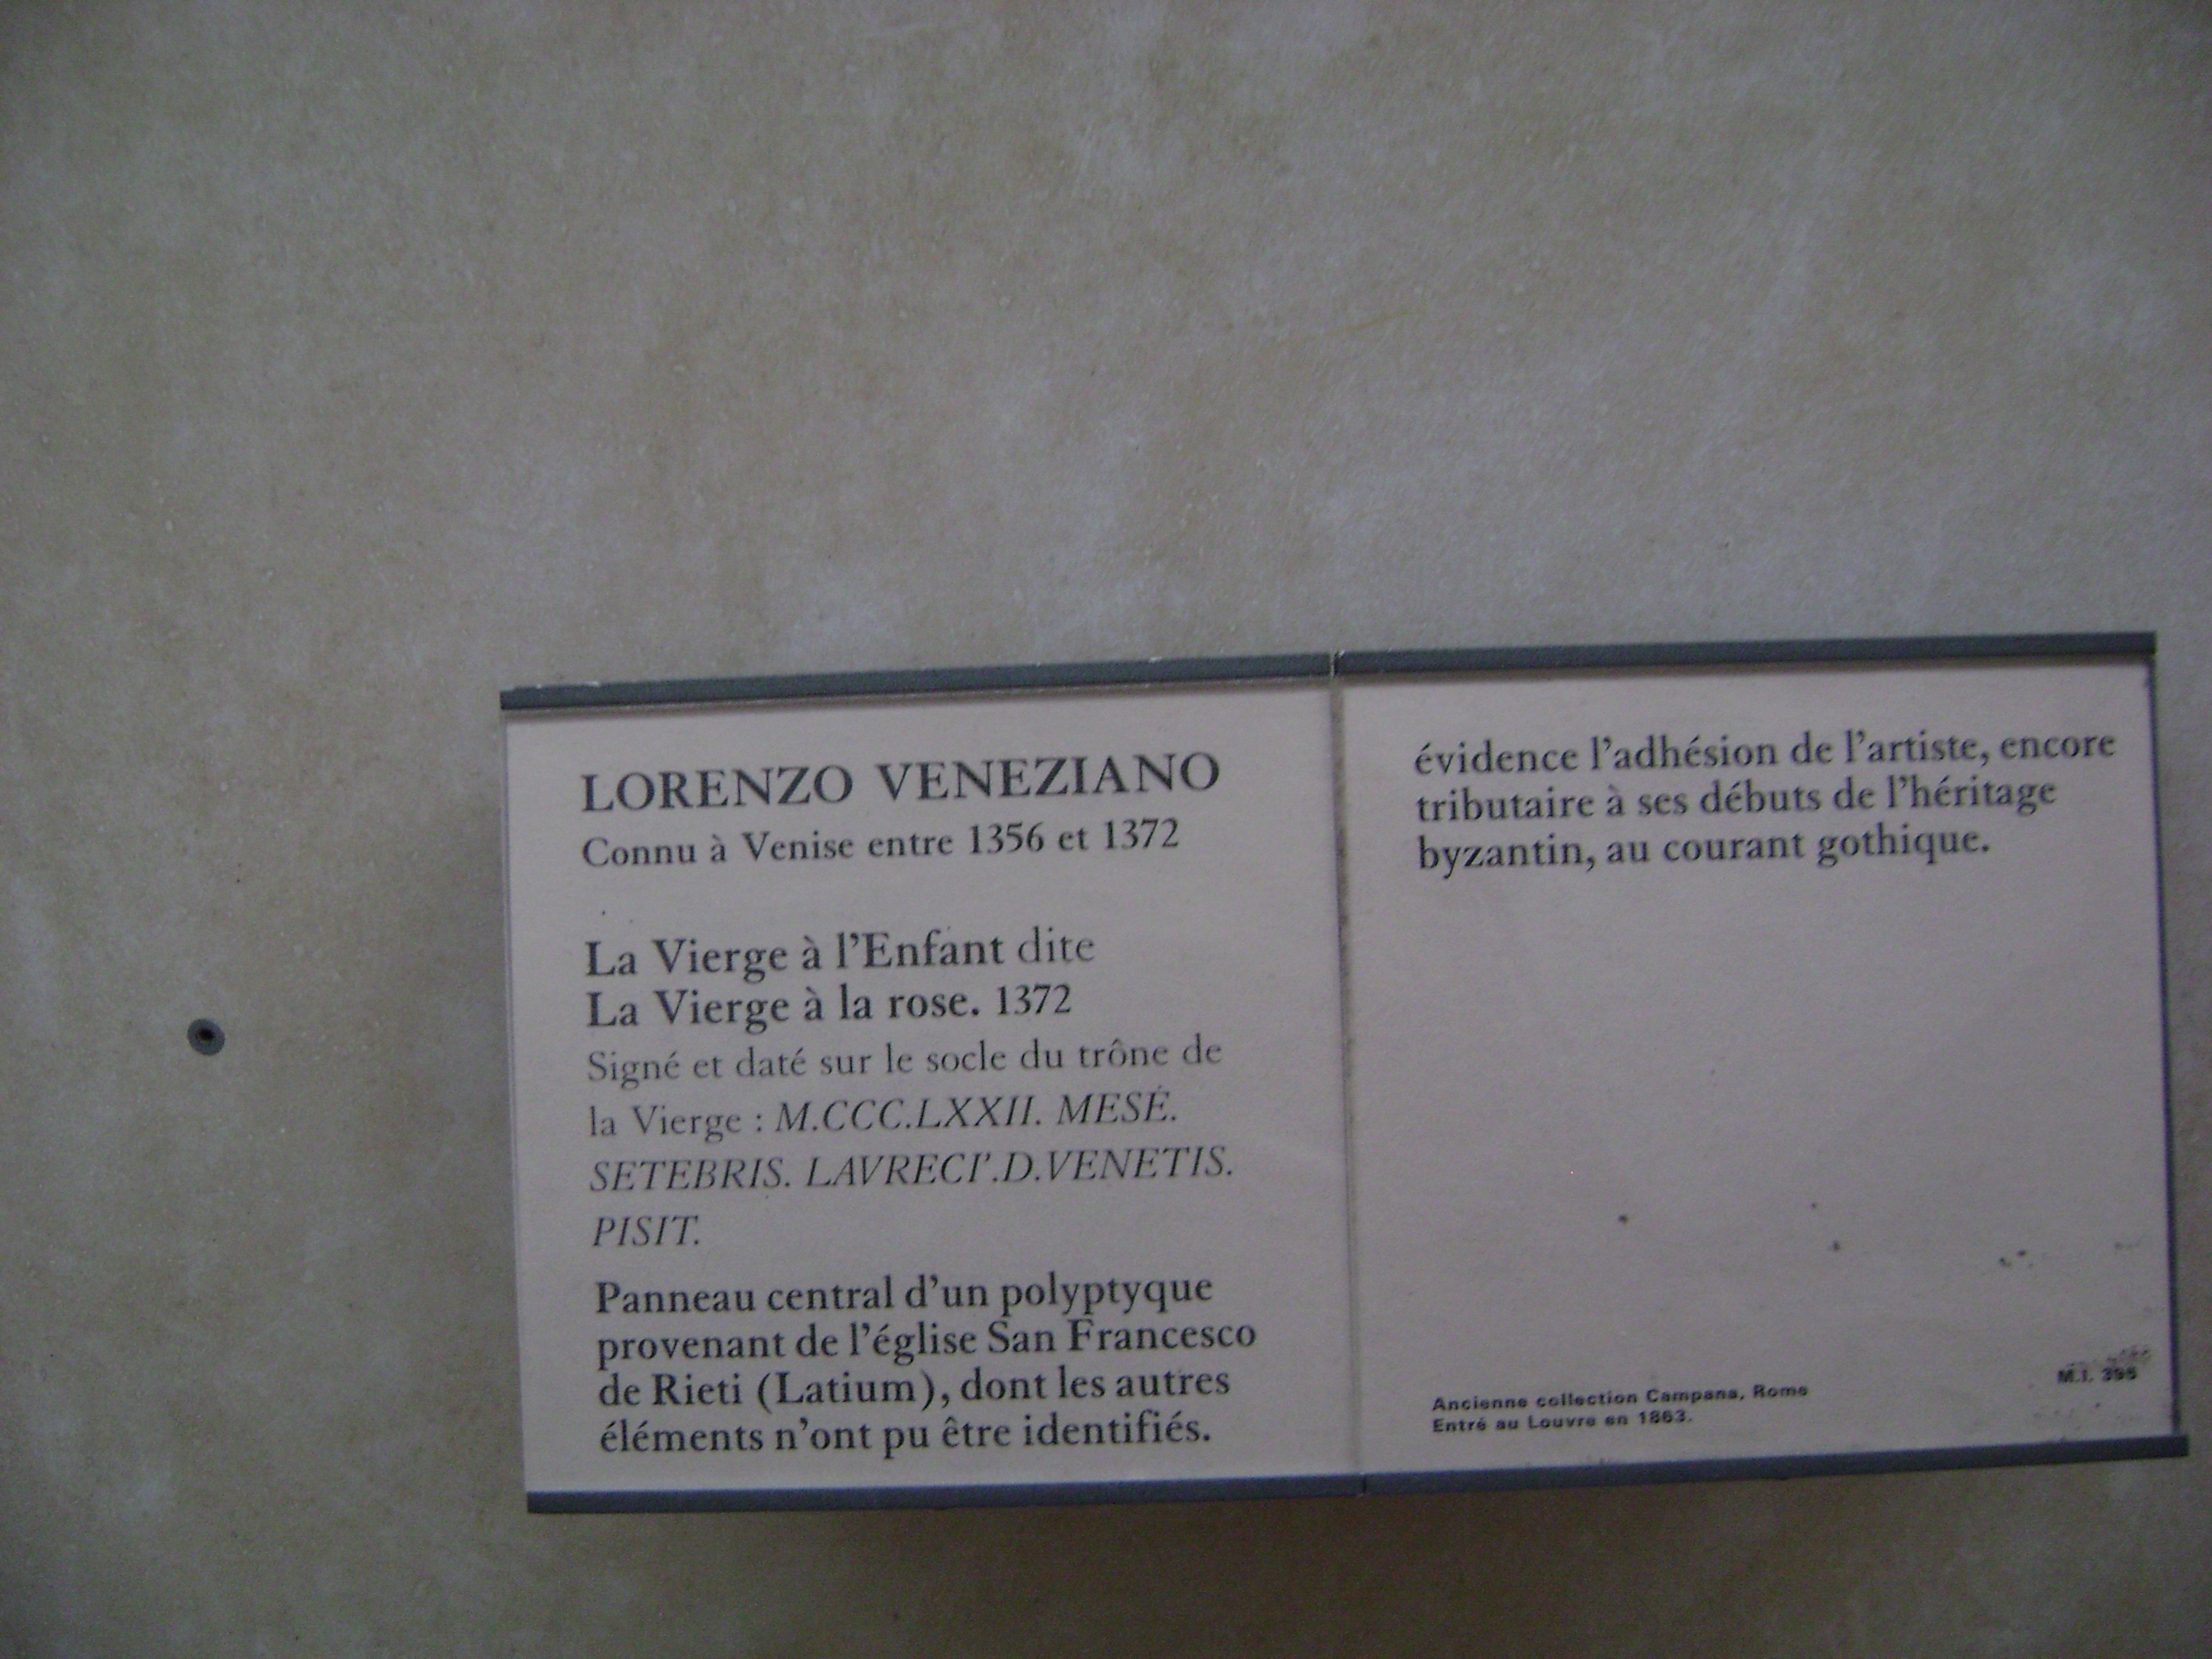 LORENZO VENEZIANO
Connu à Venise entre 1356 et 1372
La Vierge à l'Enfant dite
La Vierge à la rose. 1372
Signé et daté sur le socle du trône de
la Vierge : M.CCC.LXXII. MESĖ.
SETEBRIS. LAVRECI'.D.VENETIS.
PISIT.
Panneau central d'un polyptyque
provenant de l'église San Francesco
de Rieti (Latium), dont les autres
éléments n'ont pu être identifiés.
évidence l'adhésion de l'artiste, encore
tributaire à ses débuts de l'héritage
byzantin, au courant gothique.
Ancienne collection Campana, Rome
Entré au Louvre en 1863.
M.I.